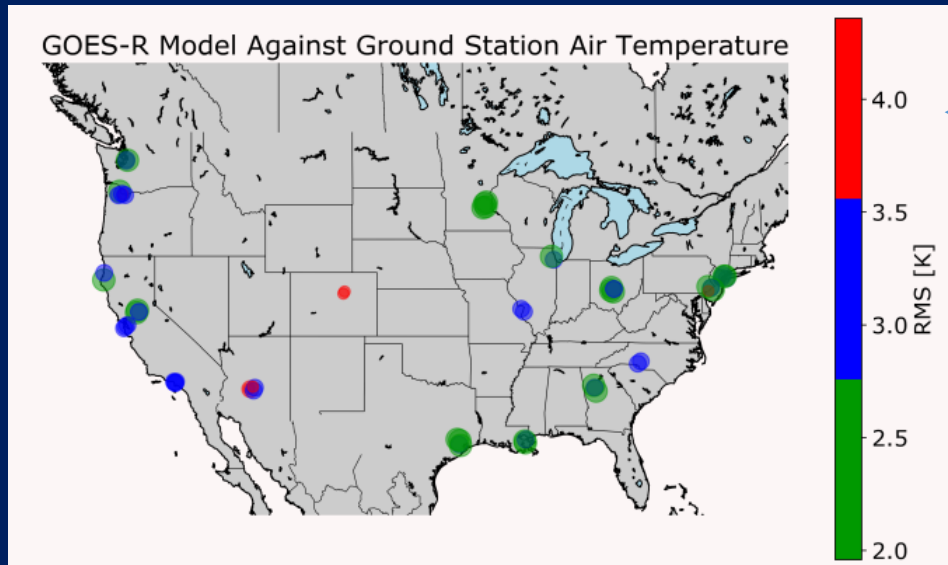 GOES-R Model Against Ground Station Air Temperature
4.0
3.5
3.0
2.5
2.0
RMS [K]